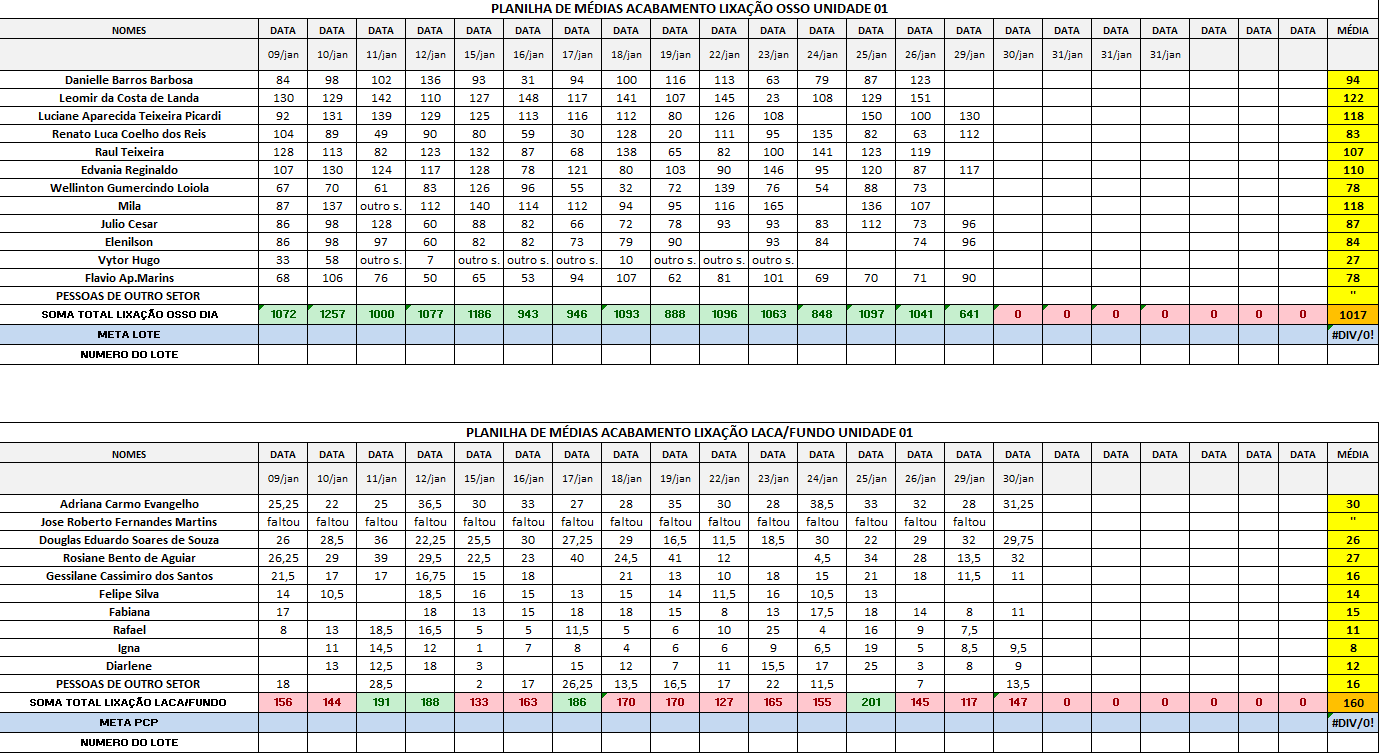 PLANILHA DE MÉDIAS ACABAMENTO LIXAÇÃO OSSO UNIDADE 01
NOMES DATA DATA DATA DATA DATA DATA DATA DATA DATA DATA DATA DATA DATA DATA DATA DATA DATA DATA DATA DATA DATA DATA MÉDIA
09/jan 10/jan 11/jan 12/jan 15/jan 16/jan 17/jan 18/jan 19/jan 22/jan 23/jan 24/jan 25/jan 26/jan 29/jan 30/jan 31/jan 31/jan 31/jan
Danielle Barros Barbosa 84 98 102 136 93 31 94 100 116 113 63 79 87 123 94
Leomir da Costa de Landa 130 129 142 110 127 148 117 141 107 145 23 108 129 151 122
Luciane Aparecida Teixeira Picardi 92 131 139 129 125 113 116 112 80 126 108 150 100 130 118
Renato Luca Coelho dos Reis 104 89 49 90 80 59 30 128 20 111 95 135 82 63 112 83
Raul Teixeira 128 113 82 123 132 87 68 138 65 82 100 141 123 119 107
Edvania Reginaldo 107 130 124 117 128 78 121 80 103 90 146 95 120 87 117 110
Wellinton Gumercindo Loiola 67 70 61 83 126 96 55 32 72 139 76 54 88 73 78
Mila 87 137 outro s. 112 140 114 112 94 95 116 165 136 107 118
Julio Cesar 86 98 128 60 88 82 66 72 78 93 93 83 112 73 96 87
Elenilson 86 98 97 60 82 82 73 79 90 93 84 74 96 84
Vytor Hugo 33 58 outro s. 7 outro s. outro s. outro s. 10 outro s. outro s. outro s. 27
Flavio Ap.Marins 68 106 76 50 65 53 94 107 62 81 101 69 70 71 90 78
PESSOAS DE OUTRO SETOR "
SOMA TOTAL LIXAÇÃO OSSO DIA 1072 1257 1000 1077 1186 943 946 1093 888 1096 1063 848 1097 1041 641 0 0 0 0 0 0 0 1017
META LOTE #DIV/0!
NUMERO DO LOTE
PLANILHA DE MÉDIAS ACABAMENTO LIXAÇÃO LACA/FUNDO UNIDADE 01
NOMES DATA DATA DATA DATA DATA DATA DATA DATA DATA DATA DATA DATA DATA DATA DATA DATA DATA DATA DATA DATA DATA DATA MÉDIA
09/jan 10/jan 11/jan 12/jan 15/jan 16/jan 17/jan 18/jan 19/jan 22/jan 23/jan 24/jan 25/jan 26/jan 29/jan 30/jan
Adriana Carmo Evangelho 25,25 22 25 36,5 30 33 27 28 35 30 28 38,5 33 32 28 31,25 30
Jose Roberto Fernandes Martins faltou faltou faltou faltou faltou faltou faltou faltou faltou faltou faltou faltou faltou faltou faltou "
Douglas Eduardo Soares de Souza 26 28,5 36 22,25 25,5 30 27,25 29 16,5 11,5 18,5 30 22 29 32 29,75 26
Rosiane Bento de Aguiar 26,25 29 39 29,5 22,5 23 40 24,5 41 12 4,5 34 28 13,5 32 27
Gessilane Cassimiro dos Santos 21,5 17 17 16,75 15 18 21 13 10 18 15 21 18 11,5 11 16
Felipe Silva 14 10,5 18,5 16 15 13 15 14 11,5 16 10,5 13 14
Fabiana 17 18 13 15 18 18 15 8 13 17,5 18 14 8 11 15
Rafael 8 13 18,5 16,5 5 5 11,5 5 6 10 25 4 16 9 7,5 11
Igna 11 14,5 12 1 7 8 4 6 6 9 6,5 19 5 8,5 9,5 8
Diarlene 13 12,5 18 3 15 12 7 11 15,5 17 25 3 8 9 12
PESSOAS DE OUTRO SETOR 18 28,5 2 17 26,25 13,5 16,5 17 22 11,5 7 13,5 16
SOMA TOTAL LIXAÇÃO LACA/FUNDO 156 144 191 188 133 163 186 170 170 127 165 155 201 145 117 147 0 0 0 0 0 0 160
META PCP #DIV/0!
NUMERO DO LOTE